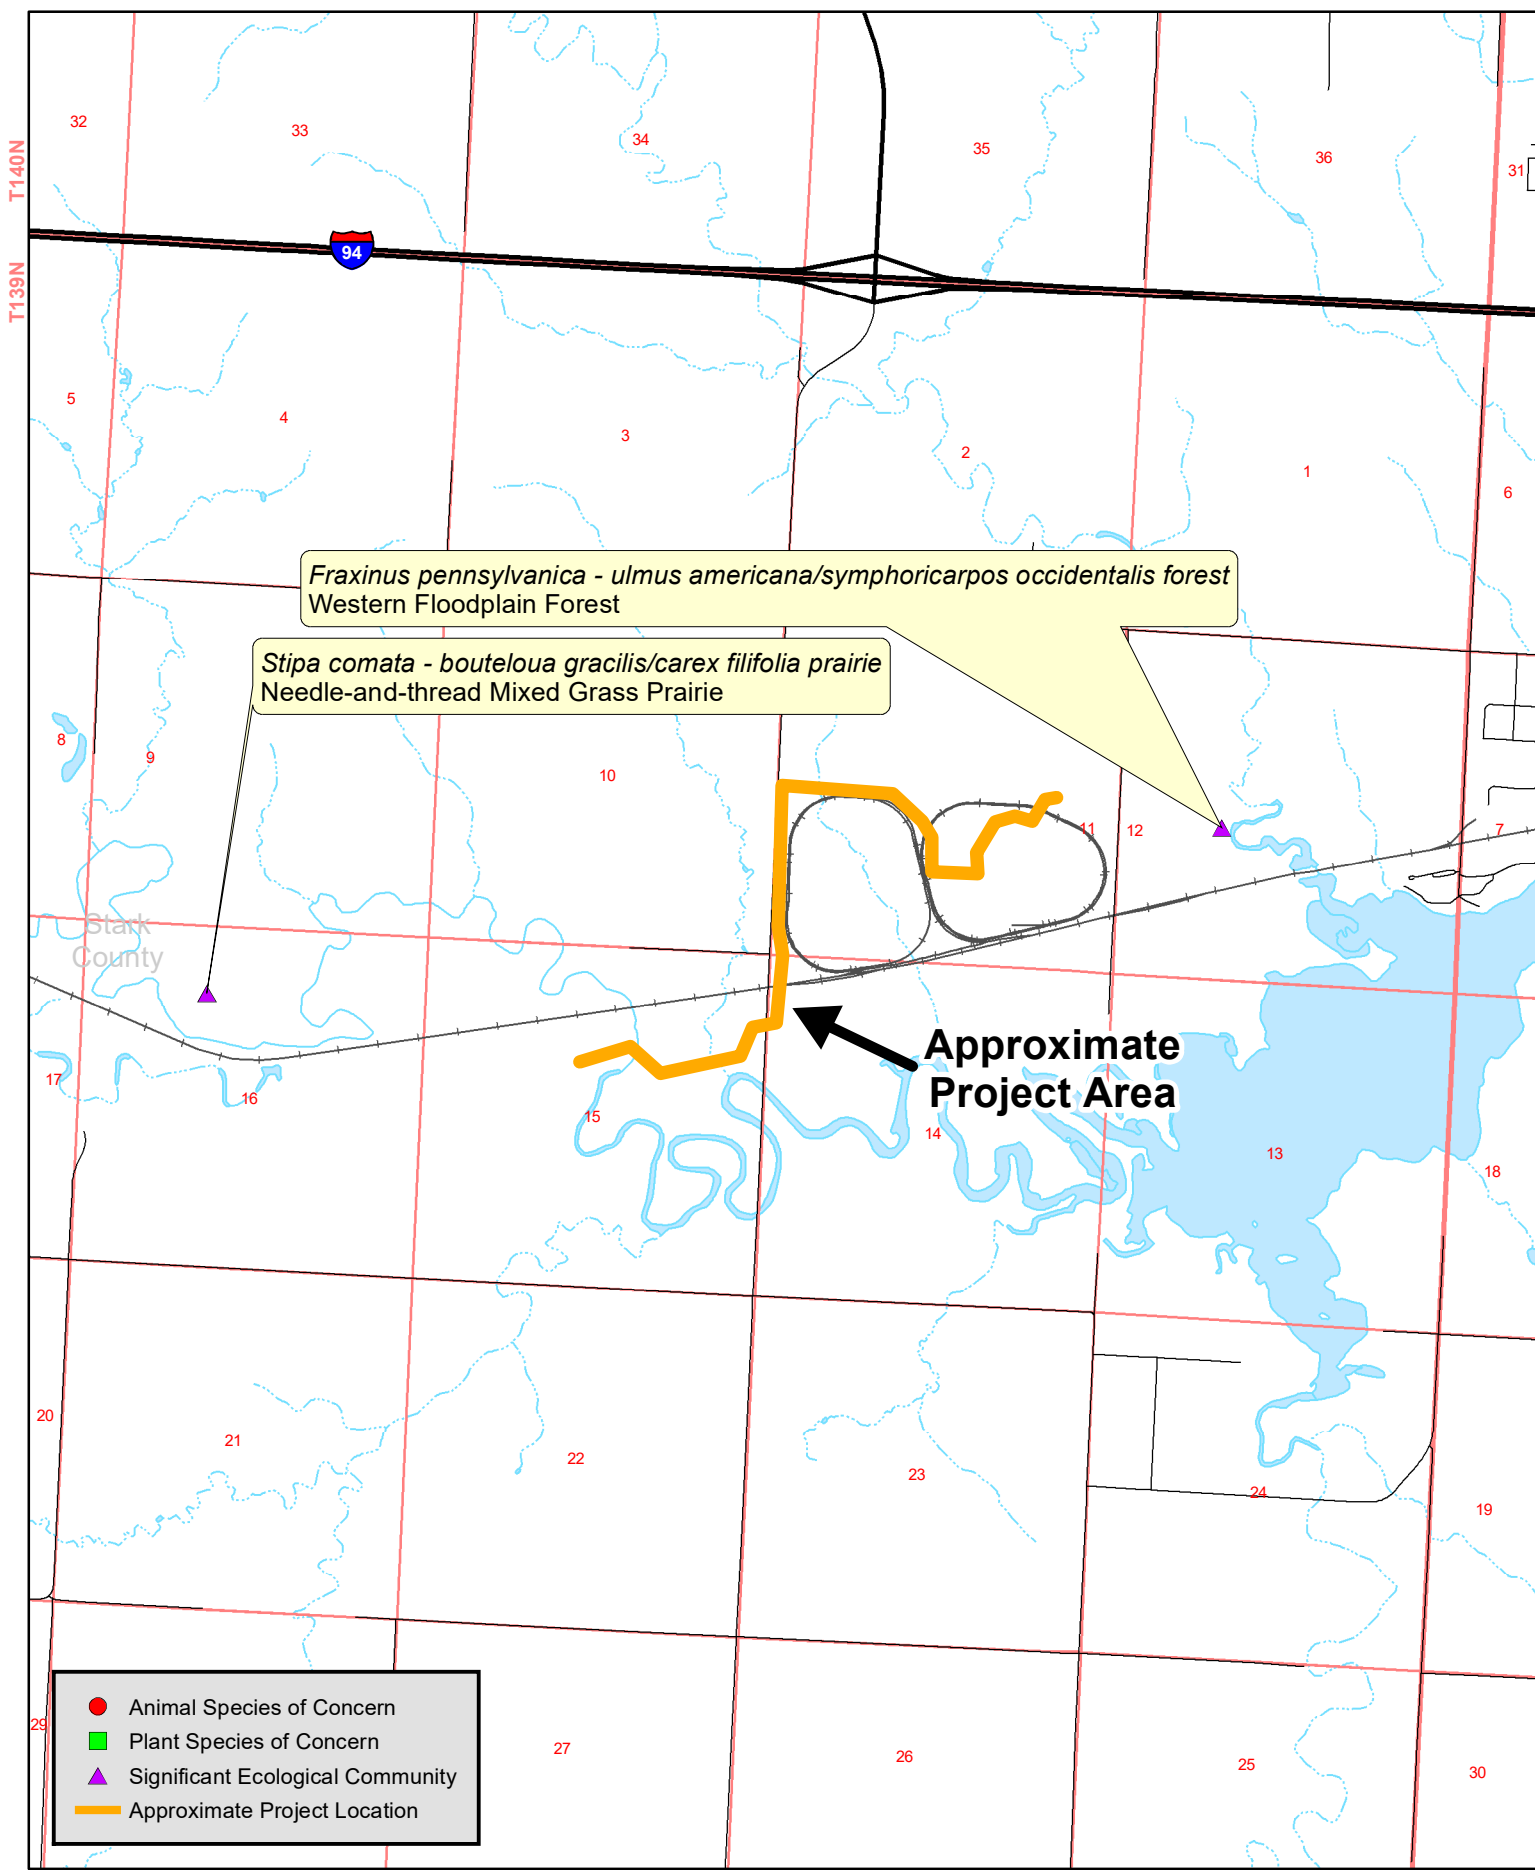 T140N
32
33
34
35
36
31
94
T139N
5
4
3
2
1
6
Fraxinus pennsylvanica - ulmus americana/symphoricarpos occidentalis forest
Western Floodplain Forest
Stipa comata - bouteloua gracilis/carex filifolia prairie
Needle-and-thread Mixed Grass Prairie
8
9
10
11
12
7
Stark
County
Approximate
Project Area
17
16
15
14
13
18
20
21
22
23
24
19
29
27
26
25
30
Animal Species of Concern
Plant Species of Concern
Significant Ecological Community
Approximate Project Location